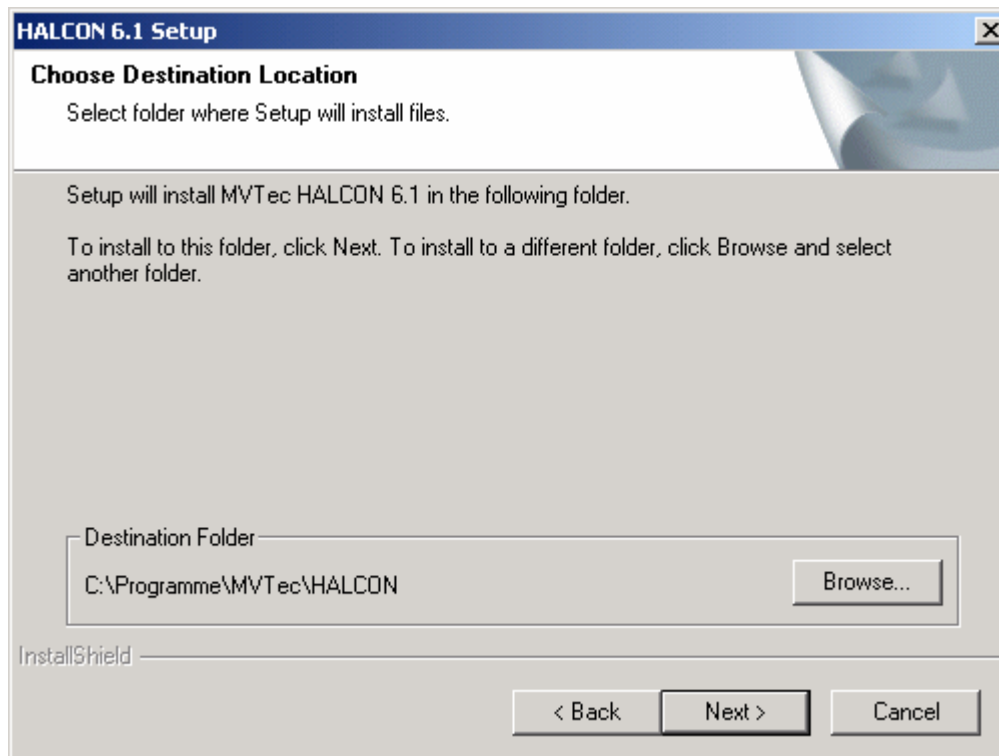 HALCON 6.1 Setup
Choose Destination Location
Select folder where Setup will install files.
Setup will install MVTec HALCON 6.1 in the following folder.
To install to this folder, click Next. To install to a different folder, click Browse and select
another folder.
Destination Folder
C:\Programme\MVTec\HALCON
Browse...
InstallShield
< Back
Next >
Cancel